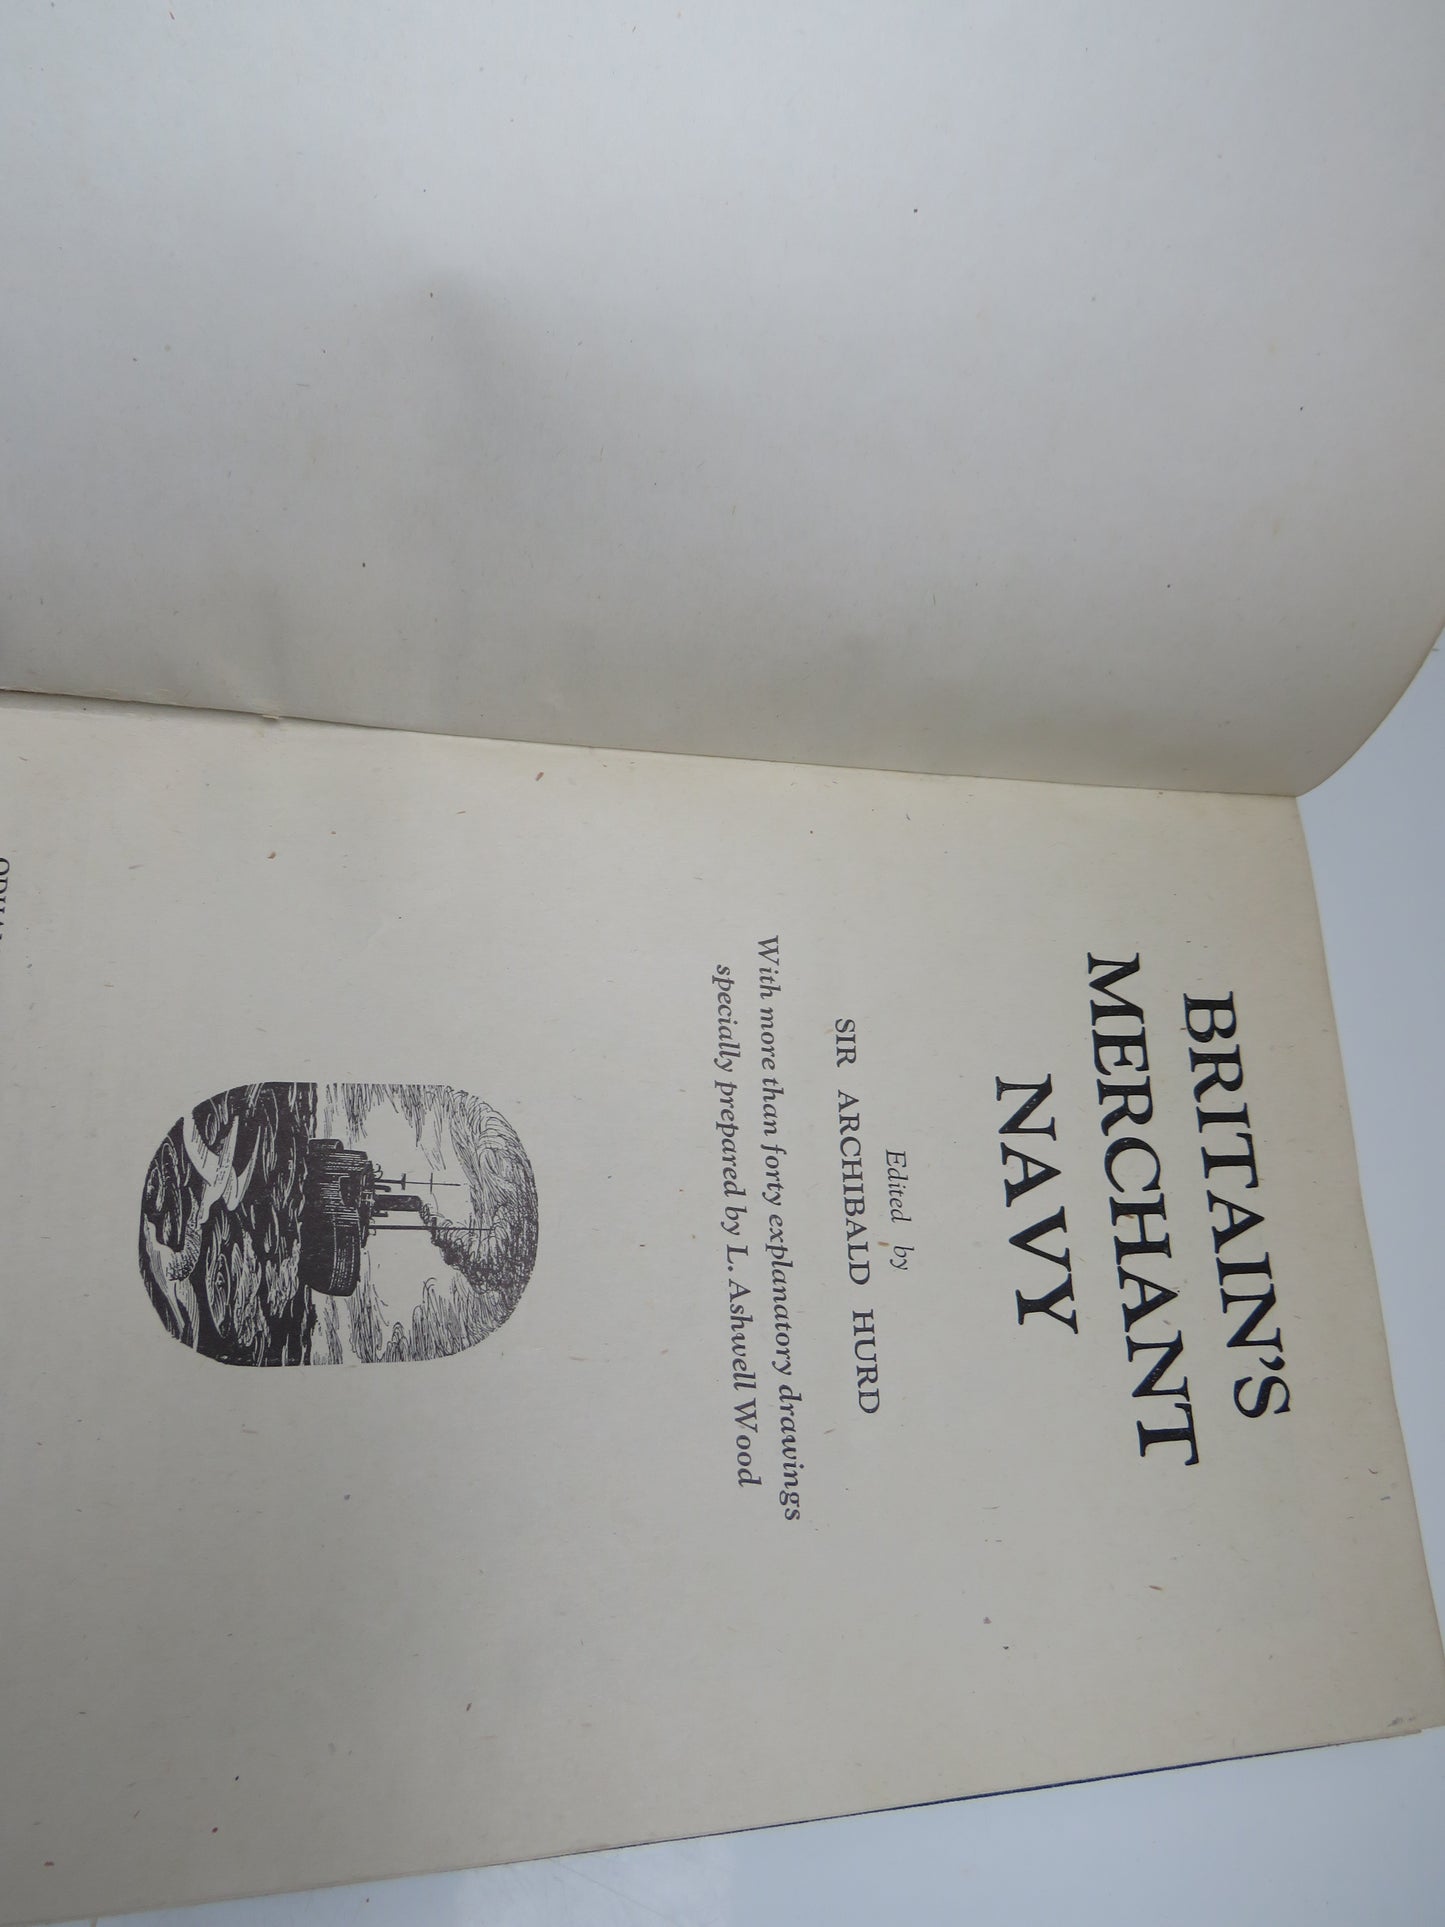 BRITAIN'S
MERCHANT
NAVY
Edited by
SIR ARCHIBALD HURD
With more than forty explanatory drawings
specially prepared by L. Ashwell Wood